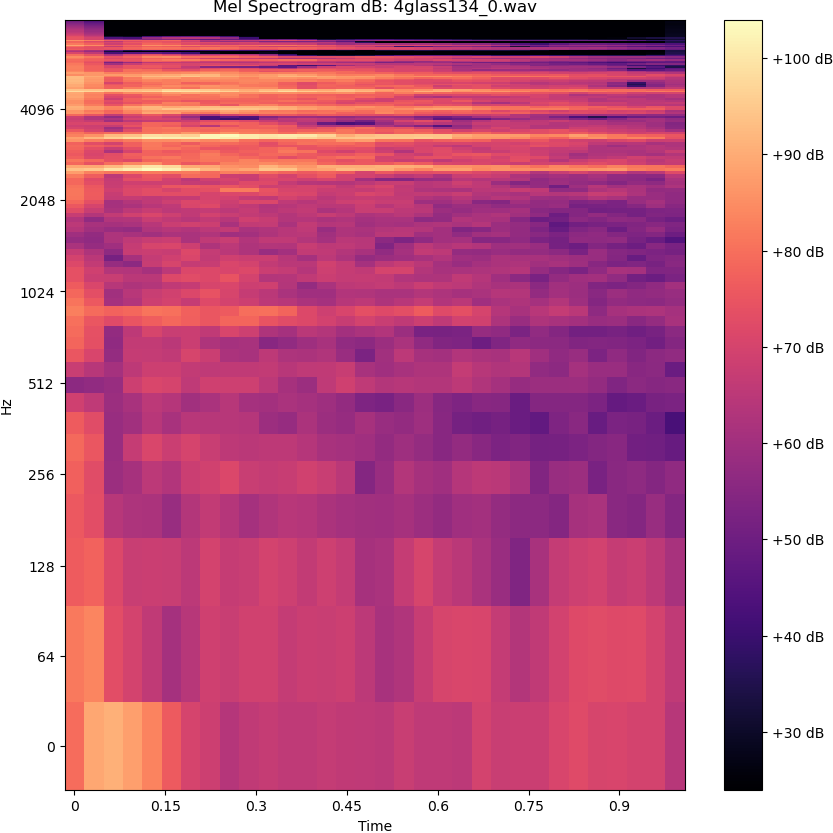 Mel Spectrogram dB: 4glass134_0.wav
+100 dB
4096
+90 dB
2048
+80 dB
1024
+70 dB
512
Hz
+60 dB
256
+50 dB
128
+40 dB
64
+30 dB
0
0 0.15 0.3 0.45 0.6 0.75 0.9
Time